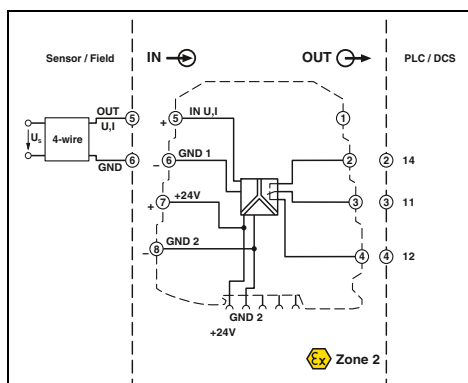 Sensor / Field
IN
OUT
PLC / DCS
OUT
U,I
5
+
5
IN U,I
1
Us
4-wire
GND
6
–
6
GND 1
2
2
14
+
7
+24V
3
3
11
–
8
GND 2
4
4
12
GND 2
+24V
Ex
Zone 2